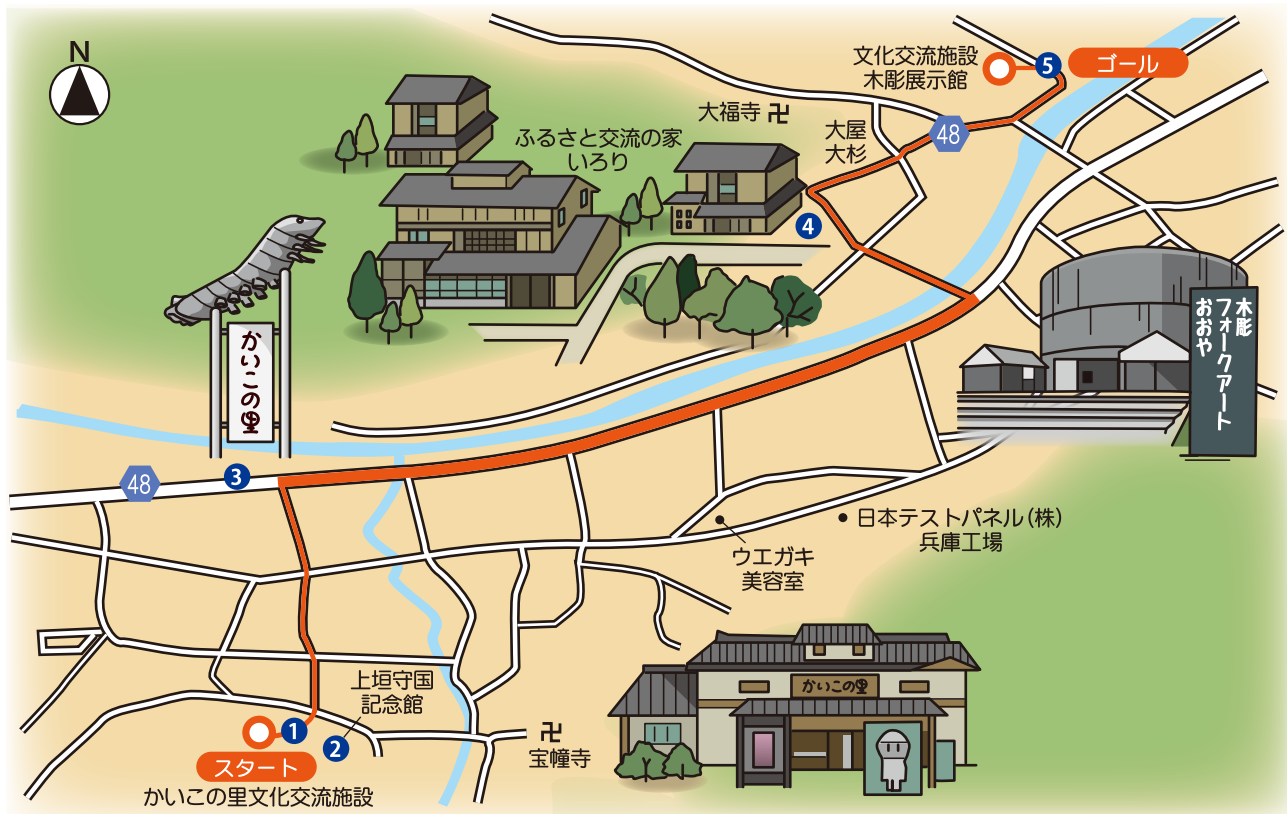 N
文化交流施設
木彫展示館
5
ゴール
大福寺
大屋
大杉
48
ふるさと交流の家
いろり
4
木彫
フォークアート
おおや
かいこの里
48
3
日本テストパネル(株)
兵庫工場
ウエガキ
美容室
上垣守国
記念館
かいこの里
1
2
宝幢寺
スタート
かいこの里文化交流施設